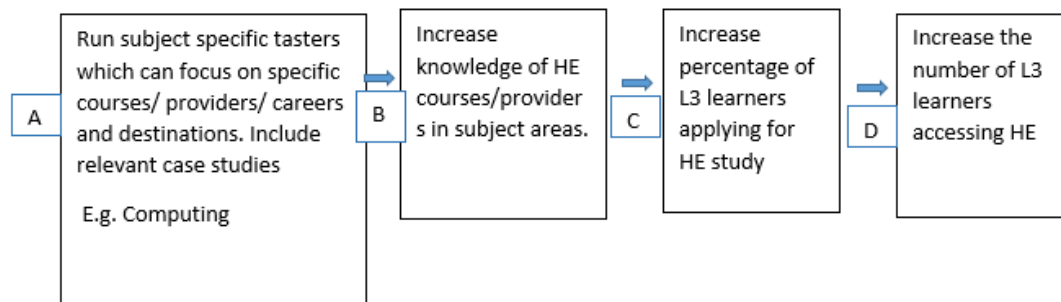 A
Run subject specific tasters
which can focus on specific
courses/ providers/ careers
and destinations. Include
relevant case studies
E.g. Computing
B
Increase
knowledge of HE
courses/provider
s in subject areas.
C
Increase
percentage of
L3 learners
applying for
HE study
D
Increase the
number of L3
learners
accessing HE